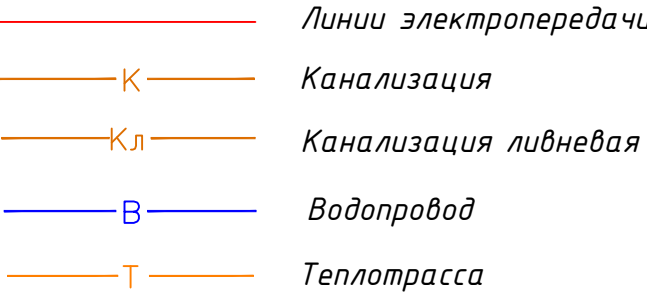 Линии электропередачи
К Канализация
Кл Канализация ливневая
В Водопровод
Т Теплотрасса